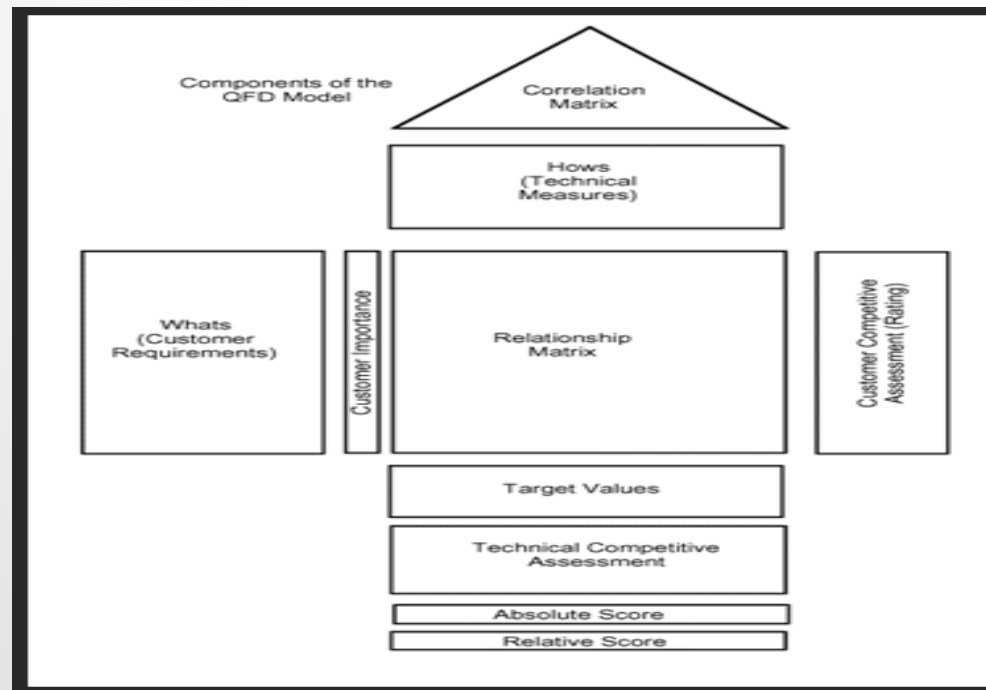 Components of the
QFD Model
Correlation
Matrix
Hows
(Technical
Measures)
Whats
(Customer
Requirements)
Customer Importance
Relationship
Matrix
Customer Competitive
Assessment (Rating)
Target Values
Technical Competitive
Assessment
Absolute Score
Relative Score